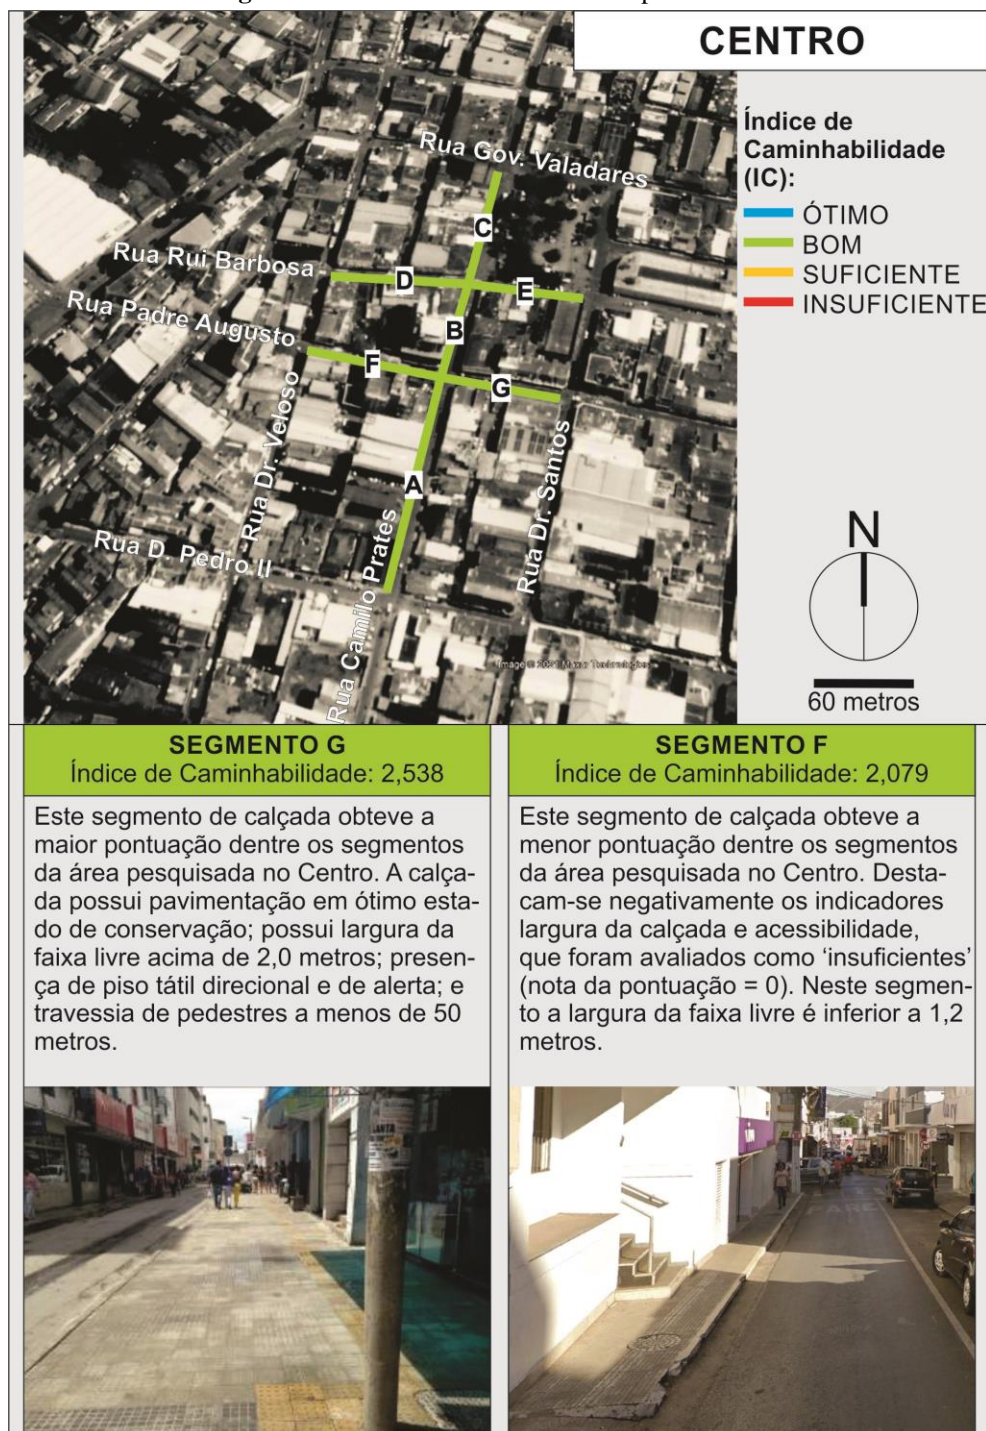 CENTRO
Índice de
Caminhabilidade
(IC):
ÓTIMO
BOM
SUFICIENTE
INSUFICIENTE
Rua Gov. Valadares
C
Rua Rui Barbosa
D
E
Rua Padre Augusto
B
F
G
Rua Dr. Veloso
A
Rua Dr. Santos
Rua D. Pedro II
Rua Camilo Prates
N
60 metros
SEGMENTO G
Índice de Caminhabilidade: 2,538
Este segmento de calçada obteve a
maior pontuação dentre os segmentos
da área pesquisada no Centro. A calça-
da possui pavimentação em ótimo esta-
do de conservação; possui largura da
faixa livre acima de 2,0 metros; presen-
ça de piso tátil direcional e de alerta; e
travessia de pedestres a menos de 50
metros.
SEGMENTO F
Índice de Caminhabilidade: 2,079
Este segmento de calçada obteve a
menor pontuação dentre os segmentos
da área pesquisada no Centro. Desta-
cam-se negativamente os indicadores
largura da calçada e acessibilidade,
que foram avaliados como ‘insuficientes’
(nota da pontuação = 0). Neste segmen-
to a largura da faixa livre é inferior a 1,2
metros.